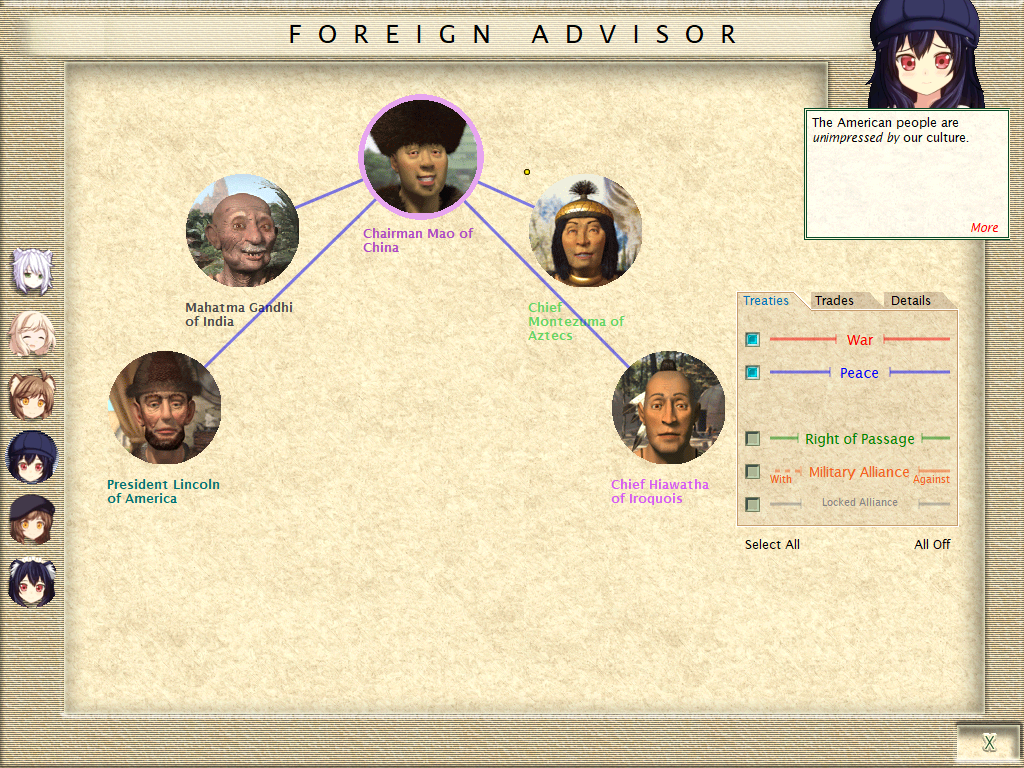 FOREIGN ADVISOR
The American people are
unimpressed by our culture.
More
Chairman Mao of
China
Mahatma Gandhi
of India
Chief
Montezuma of
Aztecs
President Lincoln
of America
Chief Hiawatha
of Iroquois
Treaties Trades Details
War
Peace
Right of Passage
Military Alliance
With Against
Locked Alliance
Select All All Off
X